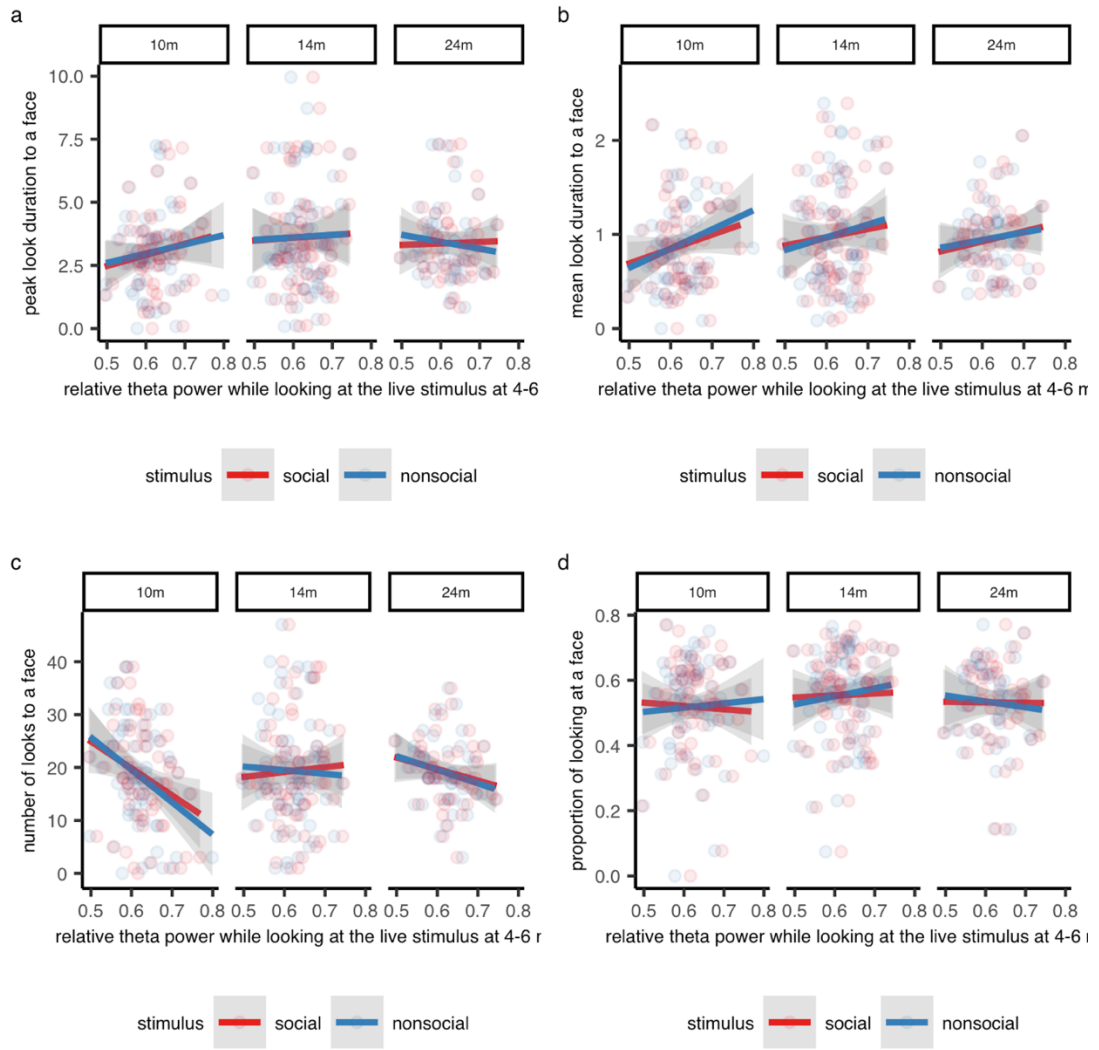 a
10m 14m 24m
peak look duration to a face
10.0
7.5
5.0
2.5
0.0
0.5 0.6 0.7 0.8 0.5 0.6 0.7 0.8 0.5 0.6 0.7 0.8
relative theta power while looking at the live stimulus at 4-6
stimulus social nonsocial
b
10m 14m 24m
mean look duration to a face
2
1
0
0.5 0.6 0.7 0.8 0.5 0.6 0.7 0.8 0.5 0.6 0.7 0.8
relative theta power while looking at the live stimulus at 4-6 m
stimulus social nonsocial
c
10m 14m 24m
number of looks to a face
40
30
20
10
0
0.5 0.6 0.7 0.8 0.5 0.6 0.7 0.8 0.5 0.6 0.7 0.8
relative theta power while looking at the live stimulus at 4-6
stimulus social nonsocial
d
10m 14m 24m
proportion of looking at a face
0.8
0.6
0.4
0.2
0.0
0.5 0.6 0.7 0.8 0.5 0.6 0.7 0.8 0.5 0.6 0.7 0.8
relative theta power while looking at the live stimulus at 4-6
stimulus social nonsocial